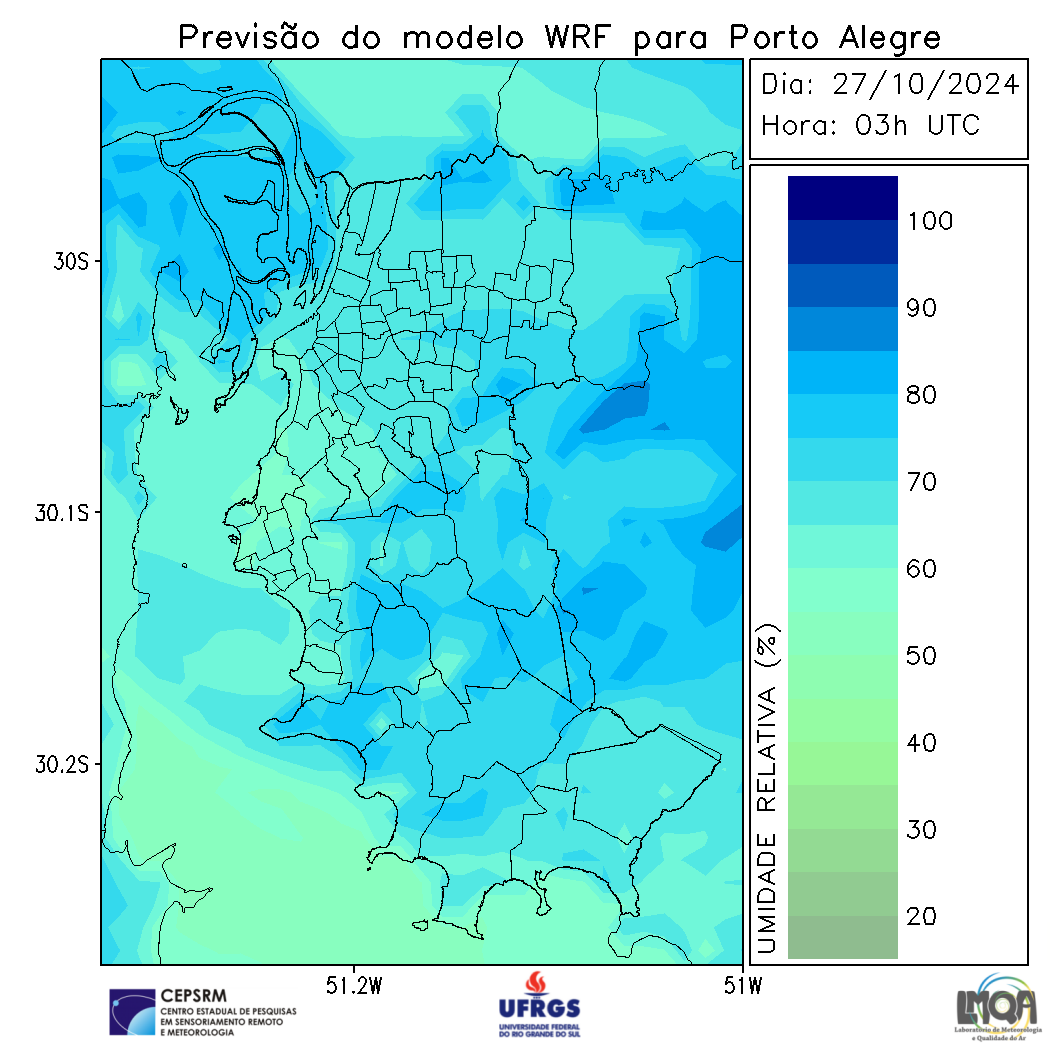 Previsão do modelo WRF para Porto Alegre
Dia: 27/10/2024
Hora: 03h UTC
30S
30.1S
30.2S
51.2W
51W
100
90
80
70
60
50
40
30
20
UMIDADE RELATIVA (%)
CEPSRM
CENTRO ESTADUAL DE PESQUISAS
EM SENSORIAMENTO REMOTO
E METEOROLOGIA
UFRGS
UNIVERSIDADE FEDERAL
DO RIO GRANDE DO SUL
LMQA
Laboratório de Meteorologia
e Qualidade do Ar